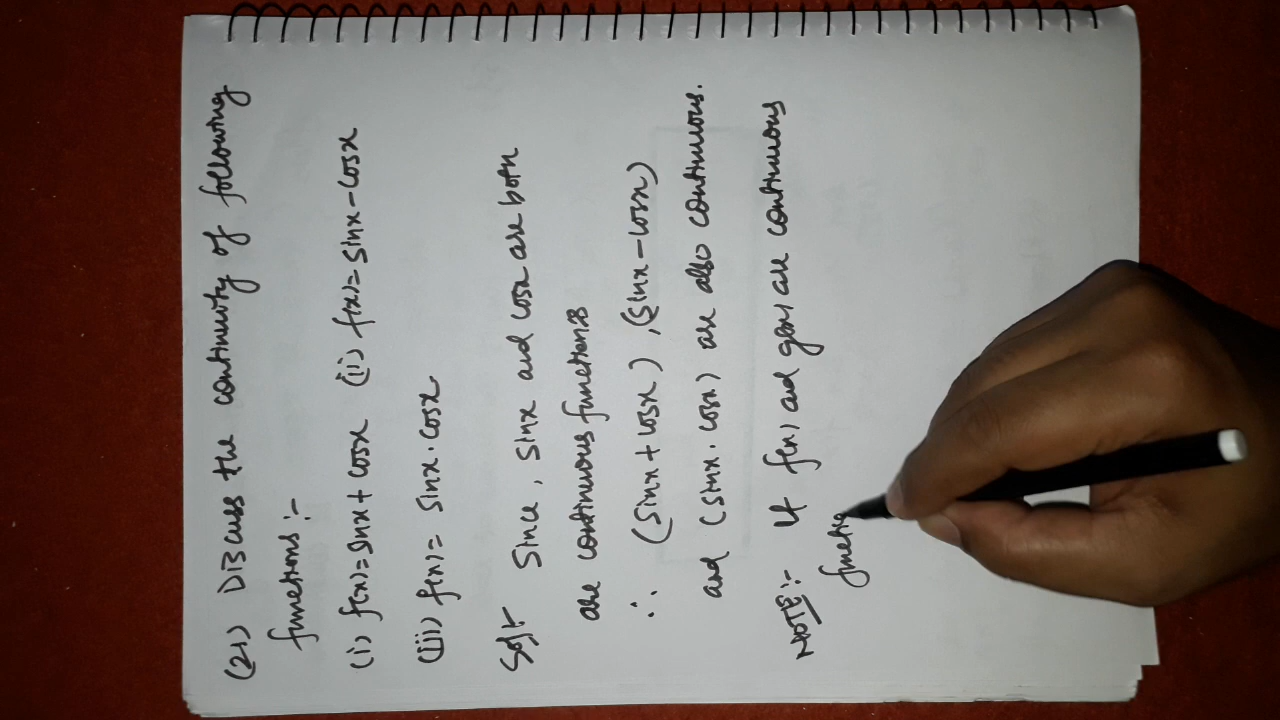 (21) Discuss the continuity of following
functions :-
(i) f(x) = sinx + cosx (ii) f(x) = sinx - cosx
(iii) f(x) = sinx . cosx
Sol:-
Since, sinx and cosx are both
are continuous functions
∴ (sinx + cosx) , (sinx - cosx)
and (sinx . cosx) are also continuous.
NOTE :- If f(x) and g(x) are continuous
functio